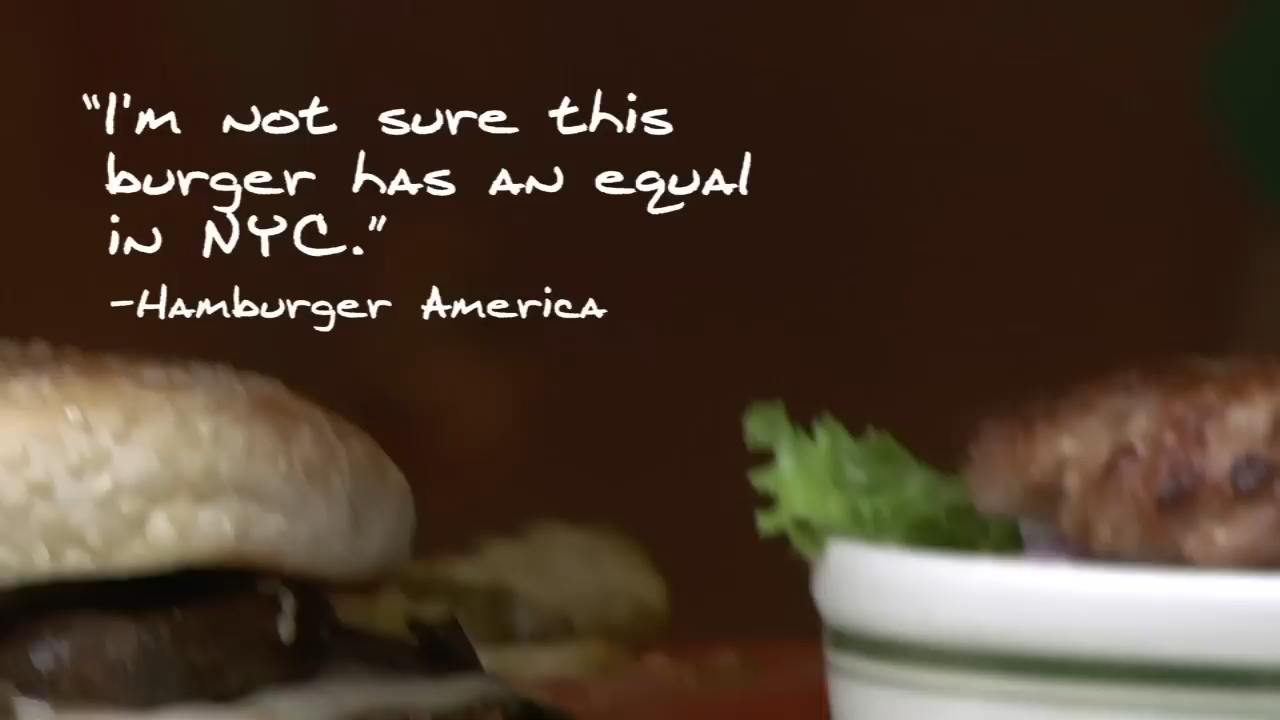 “I'm not sure this
burger has an equal
in NYC.”
-Hamburger America